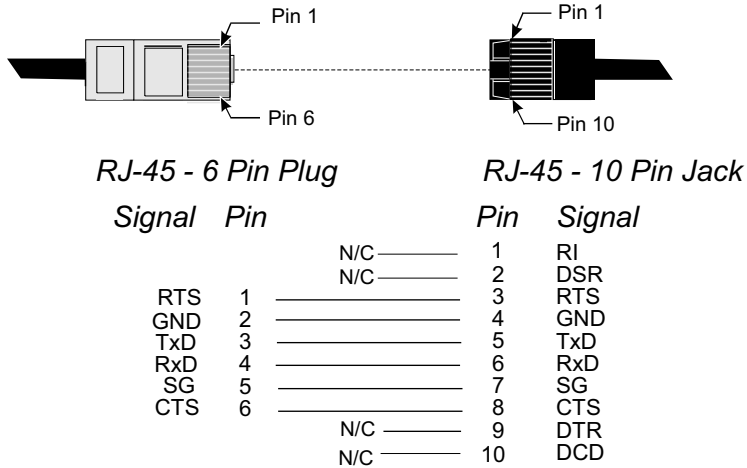 Pin 1 Pin 1
Pin 6 Pin 10
RJ-45 - 6 Pin Plug RJ-45 - 10 Pin Jack
Signal Pin Pin Signal
N/C 1 RI
N/C 2 DSR
RTS 1 3 RTS
GND 2 4 GND
TxD 3 5 TxD
RxD 4 6 RxD
SG 5 7 SG
CTS 6 8 CTS
N/C 9 DTR
N/C 10 DCD